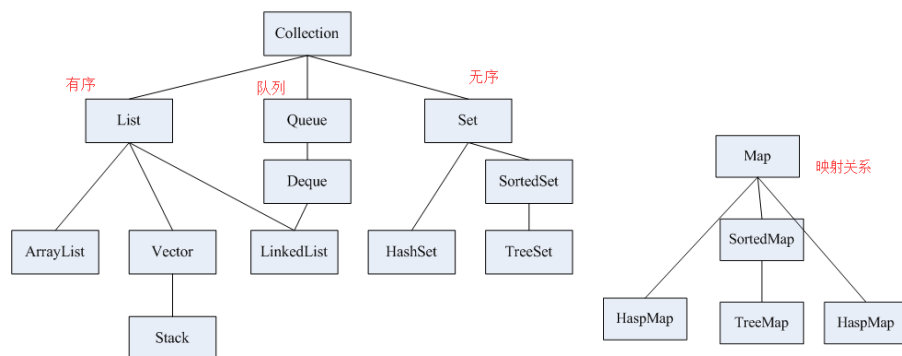 Collection
有序
队列
无序
List
Queue
Set
Map
映射关系
Deque
SortedSet
SortedMap
ArrayList
Vector
LinkedList
HashSet
TreeSet
HaspMap
TreeMap
HaspMap
Stack